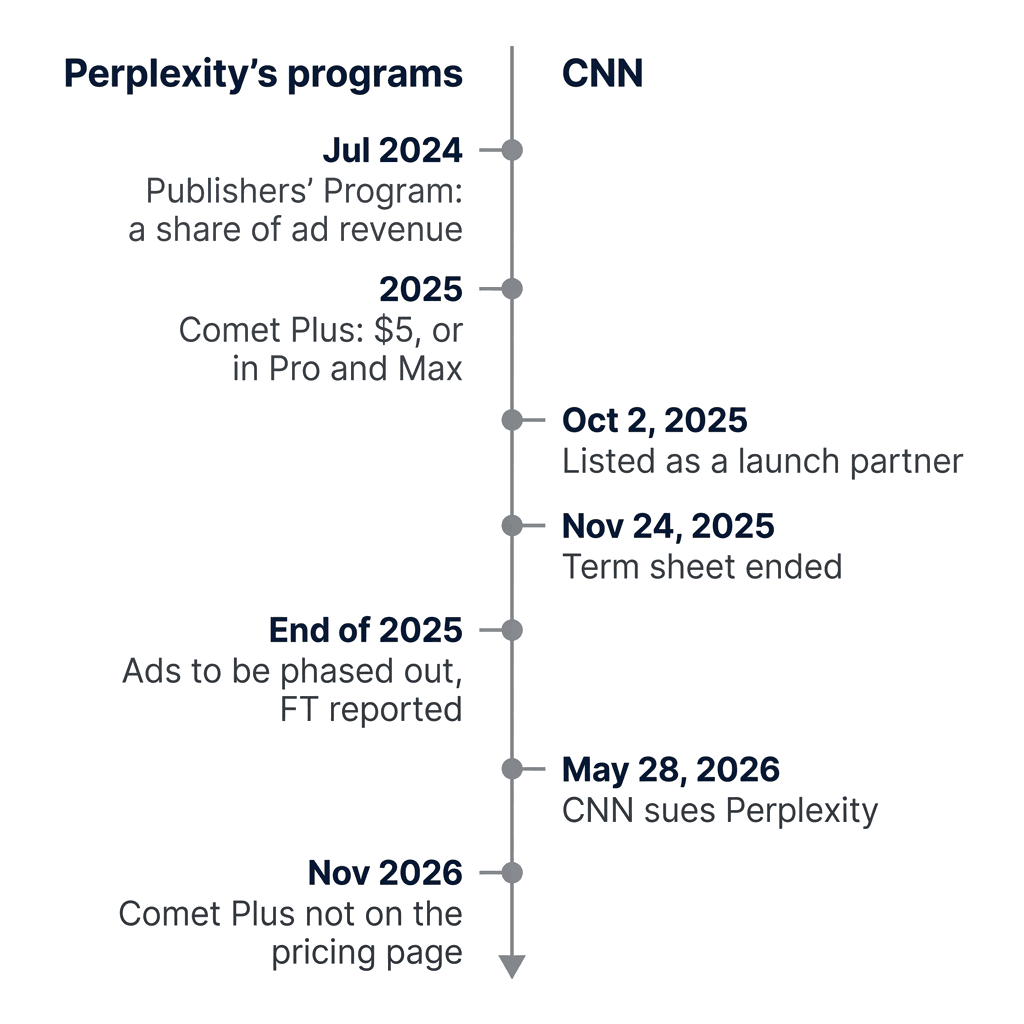 Perplexity’s programs
CNN
Jul 2024
Publishers’ Program:
a share of ad revenue
2025
Comet Plus: $5, or
in Pro and Max
Oct 2, 2025
Listed as a launch partner
Nov 24, 2025
Term sheet ended
End of 2025
Ads to be phased out,
FT reported
May 28, 2026
CNN sues Perplexity
Nov 2026
Comet Plus not on the
pricing page